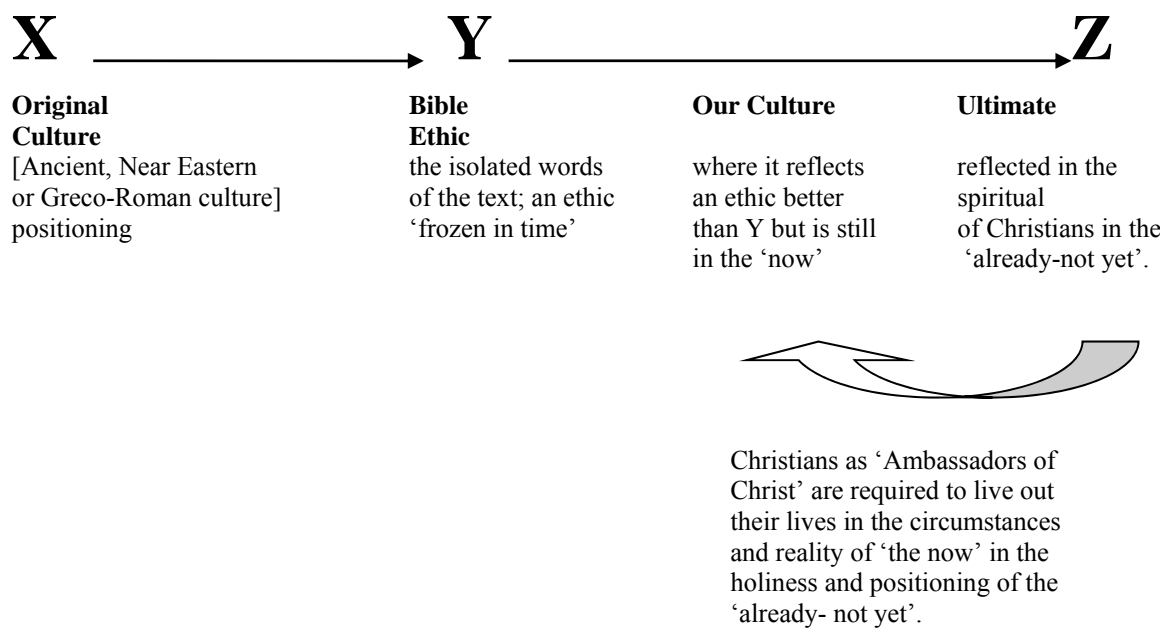 X Y Z
Original
Culture
[Ancient, Near Eastern
or Greco-Roman culture]
positioning
Bible
Ethic
the isolated words
of the text; an ethic
‘frozen in time’
Our Culture
where it reflects
an ethic better
than Y but is still
in the ‘now’
Ultimate
reflected in the
spiritual
of Christians in the
‘already-not yet’.
Christians as ‘Ambassadors of
Christ’ are required to live out
their lives in the circumstances
and reality of ‘the now’ in the
holiness and positioning of the
‘already- not yet’.